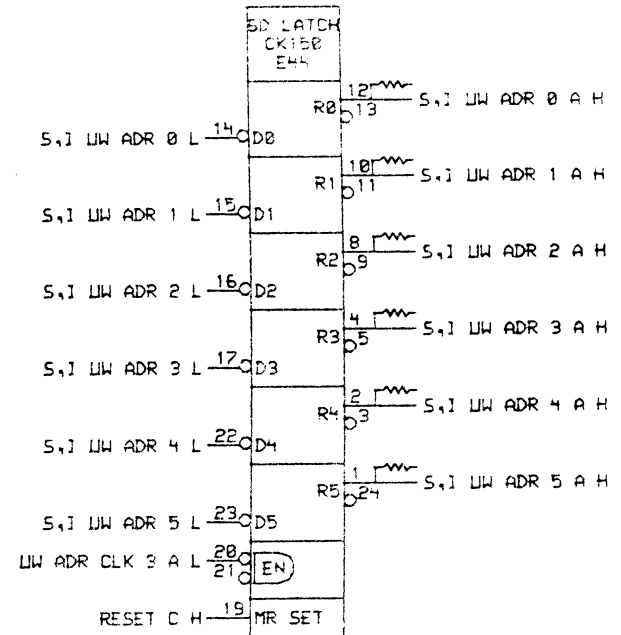 LATCH
CK150
E44
12
R0 S,I UW ADR 0 A H
13
S,I UW ADR 0 L 14 D0
10
R1 S,I UW ADR 1 A H
11
S,I UW ADR 1 L 15 D1
8
R2 S,I UW ADR 2 A H
9
S,I UW ADR 2 L 16 D2
4
R3 S,I UW ADR 3 A H
5
S,I UW ADR 3 L 17 D3
2
R4 S,I UW ADR 4 A H
3
S,I UW ADR 4 L 22 D4
1
R5 S,I UW ADR 5 A H
24
S,I UW ADR 5 L 23 D5
UW ADR CLK 3 A L 20
21 EN
RESET C H 19 MR SET